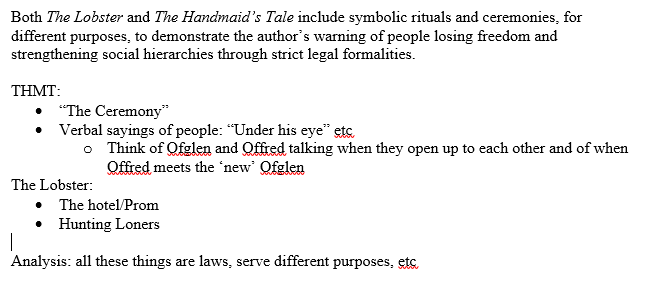 Both The Lobster and The Handmaid’s Tale include symbolic rituals and ceremonies, for
different purposes, to demonstrate the author’s warning of people losing freedom and
strengthening social hierarchies through strict legal formalities.
THMT:
• “The Ceremony”
• Verbal sayings of people: “Under his eye” etc.
o Think of Ofglen and Offred talking when they open up to each other and of when
Offred meets the ‘new’ Ofglen
The Lobster:
• The hotel/Prom
• Hunting Loners
Analysis: all these things are laws, serve different purposes, etc.